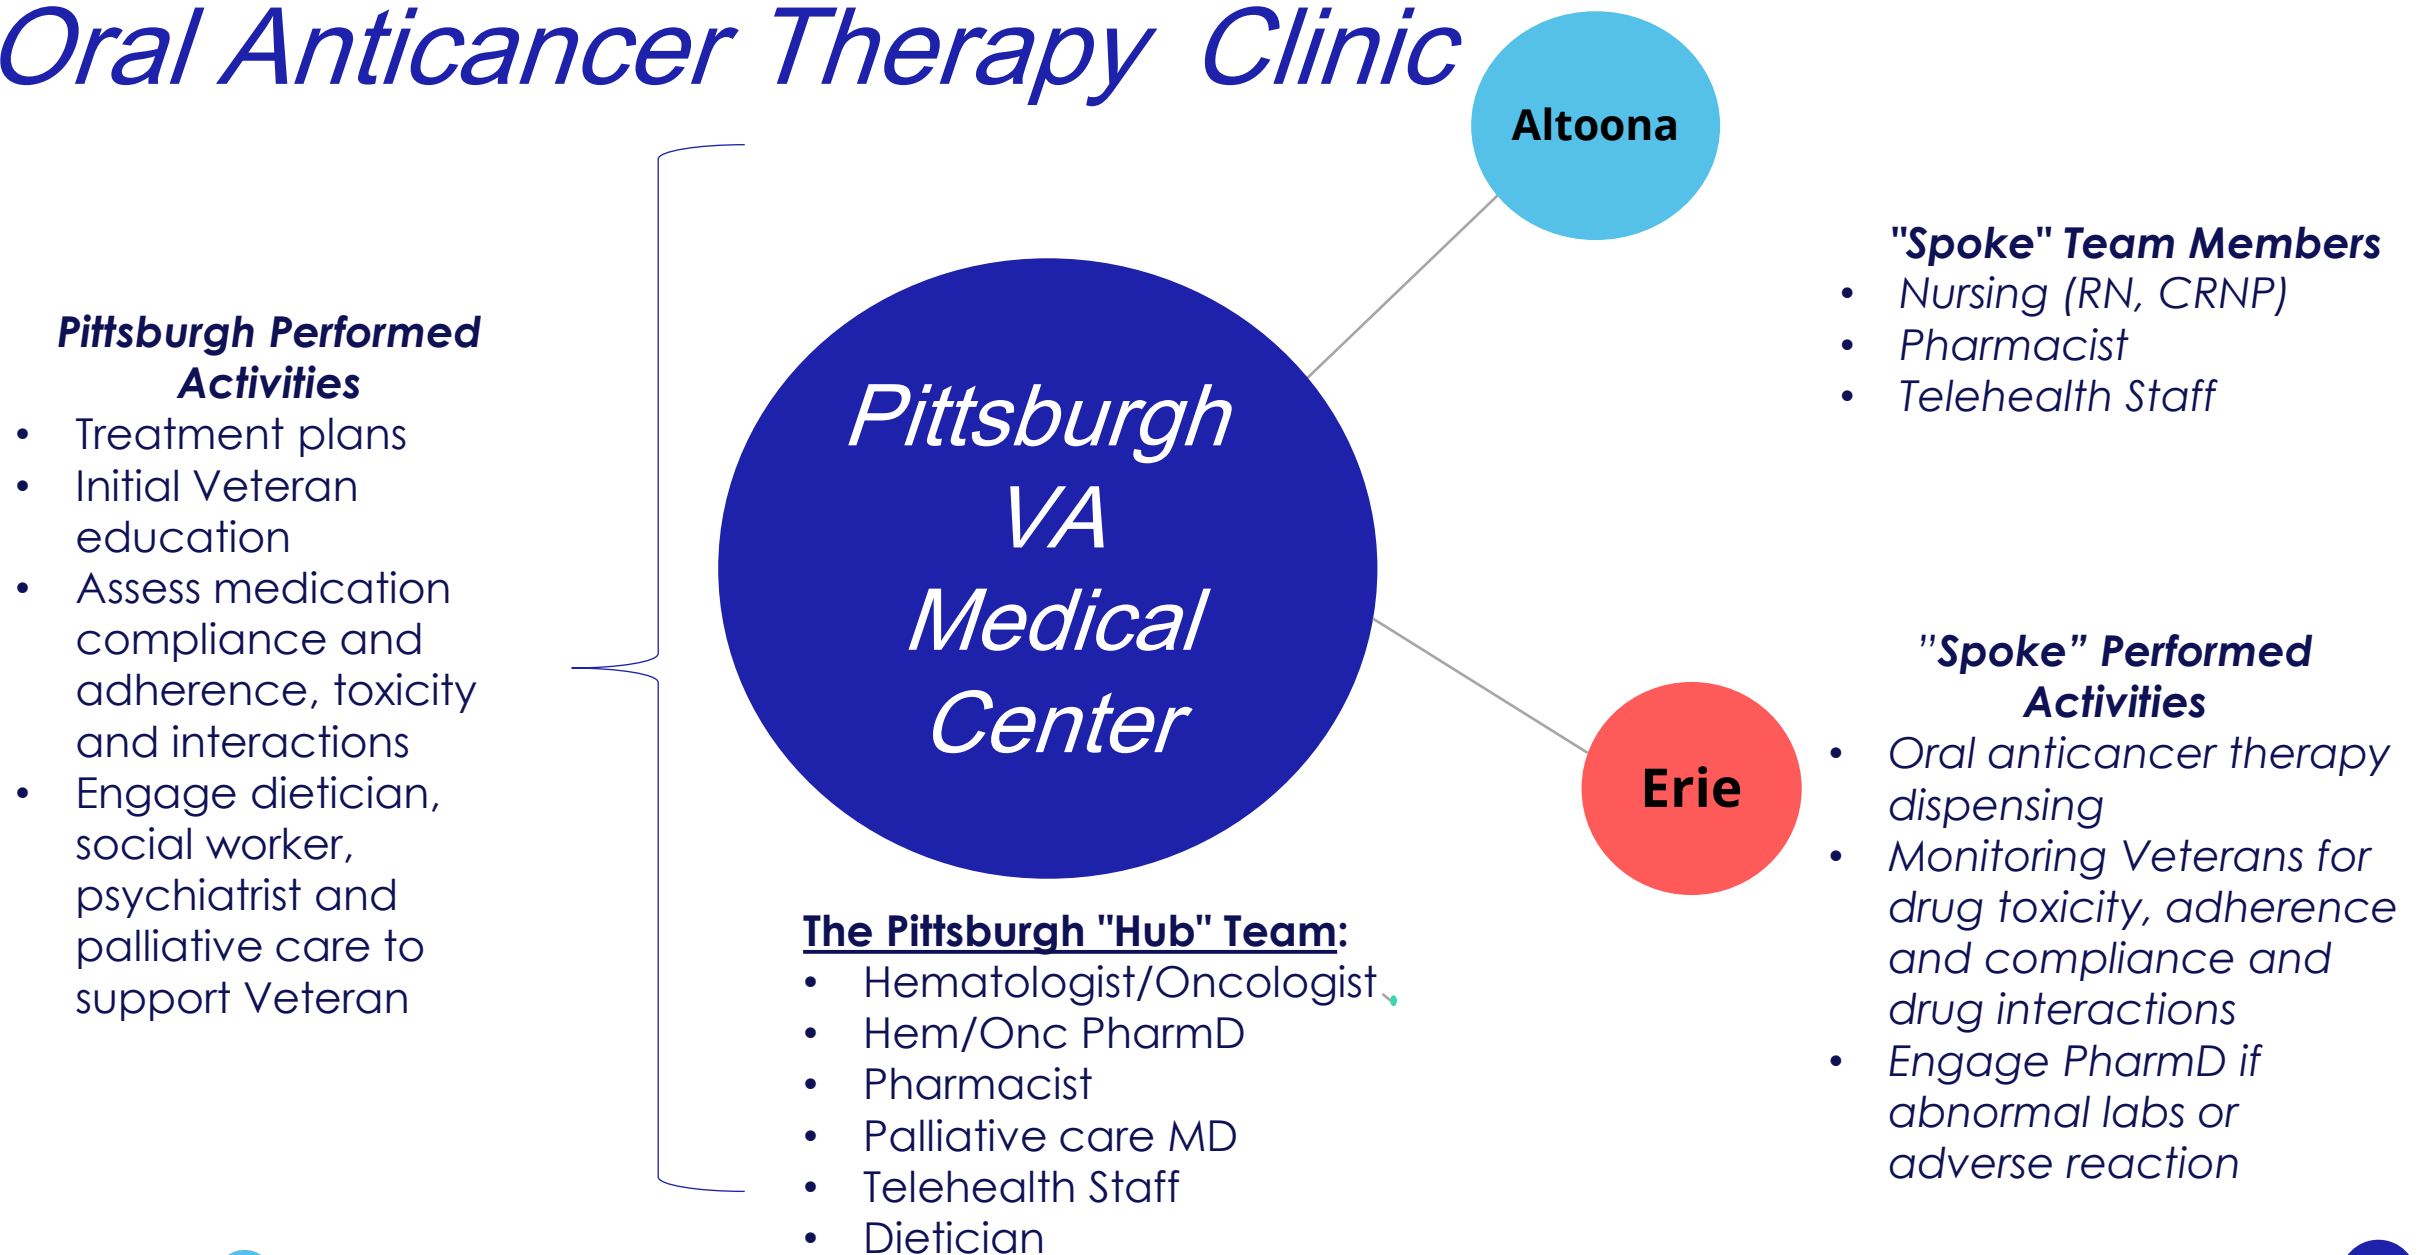 Oral Anticancer Therapy Clinic
Altoona
"Spoke" Team Members
• Nursing (RN, CRNP)
• Pharmacist
• Telehealth Staff
Pittsburgh Performed
Activities
• Treatment plans
• Initial Veteran
education
• Assess medication
compliance and
adherence, toxicity
and interactions
• Engage dietician,
social worker,
psychiatrist and
palliative care to
support Veteran
Pittsburgh
VA
Medical
Center
Erie
"Spoke” Performed
Activities
• Oral anticancer therapy
dispensing
• Monitoring Veterans for
drug toxicity, adherence
and compliance and
drug interactions
• Engage PharmD if
abnormal labs or
adverse reaction
The Pittsburgh "Hub" Team:
• Hematologist/Oncologist
• Hem/Onc PharmD
• Pharmacist
• Palliative care MD
• Telehealth Staff
• Dietician